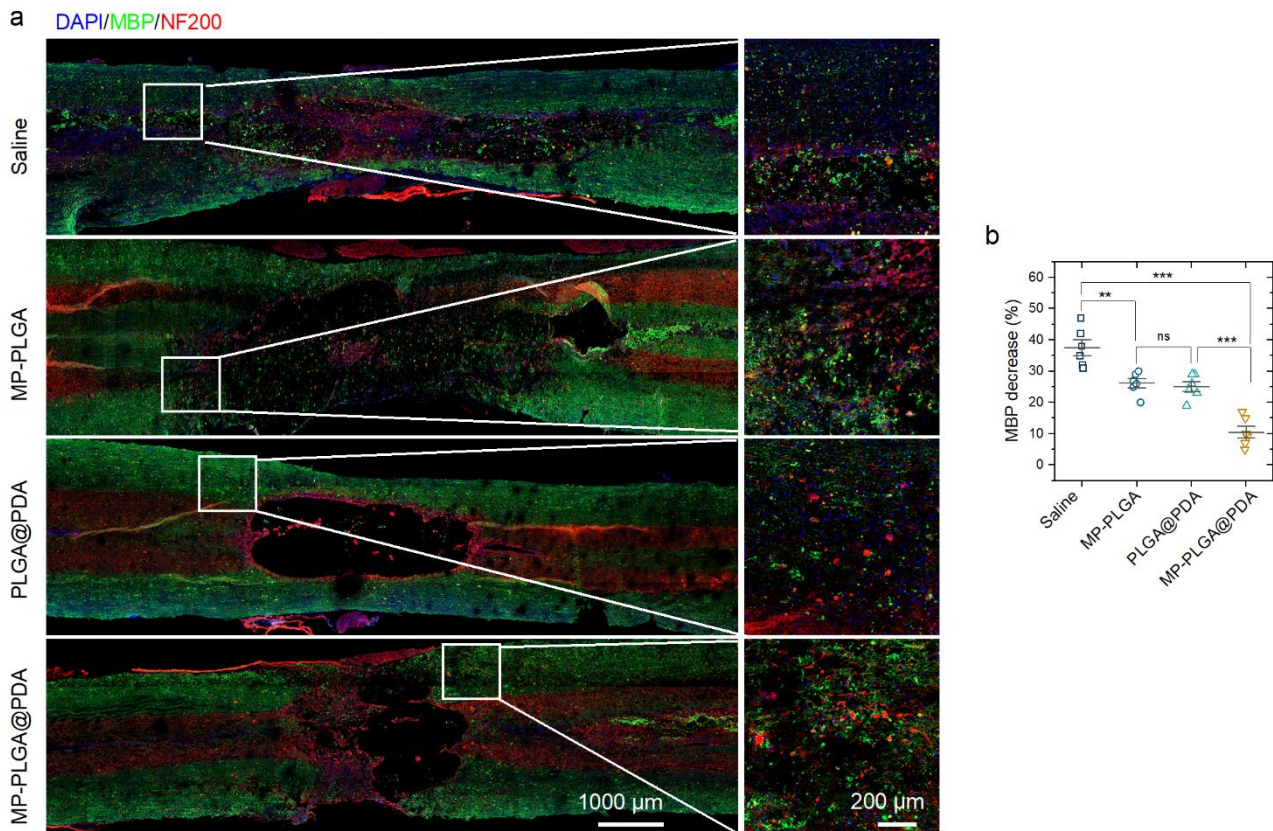 a
DAPI/MBP/NF200
Saline
MP-PLGA
PLGA@PDA
MP-PLGA@PDA
1000 µm
200 µm
b
MBP decrease (%)
60
50
40
30
20
10
0
***
**
ns
***
Saline
MP-PLGA
PLGA@PDA
MP-PLGA@PDA